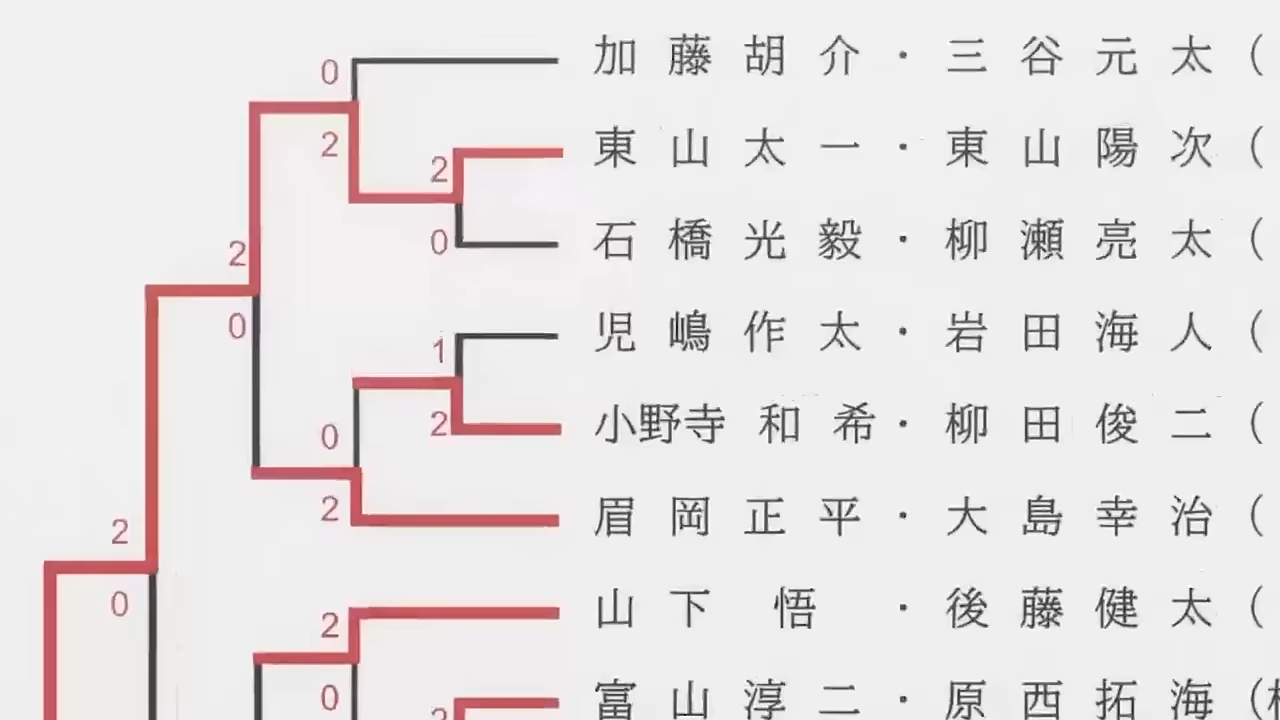 0
加藤胡介・三谷元太（
2
2
東山太一・東山陽次（
0
石橋光毅・柳瀬亮太（
2
0
1
児嶋作太・岩田海人（
2
小野寺和希・柳田俊二（
0
2
眉岡正平・大島幸治（
2
0
2
山下悟・後藤健太（
0
富山淳二・原西拓海（